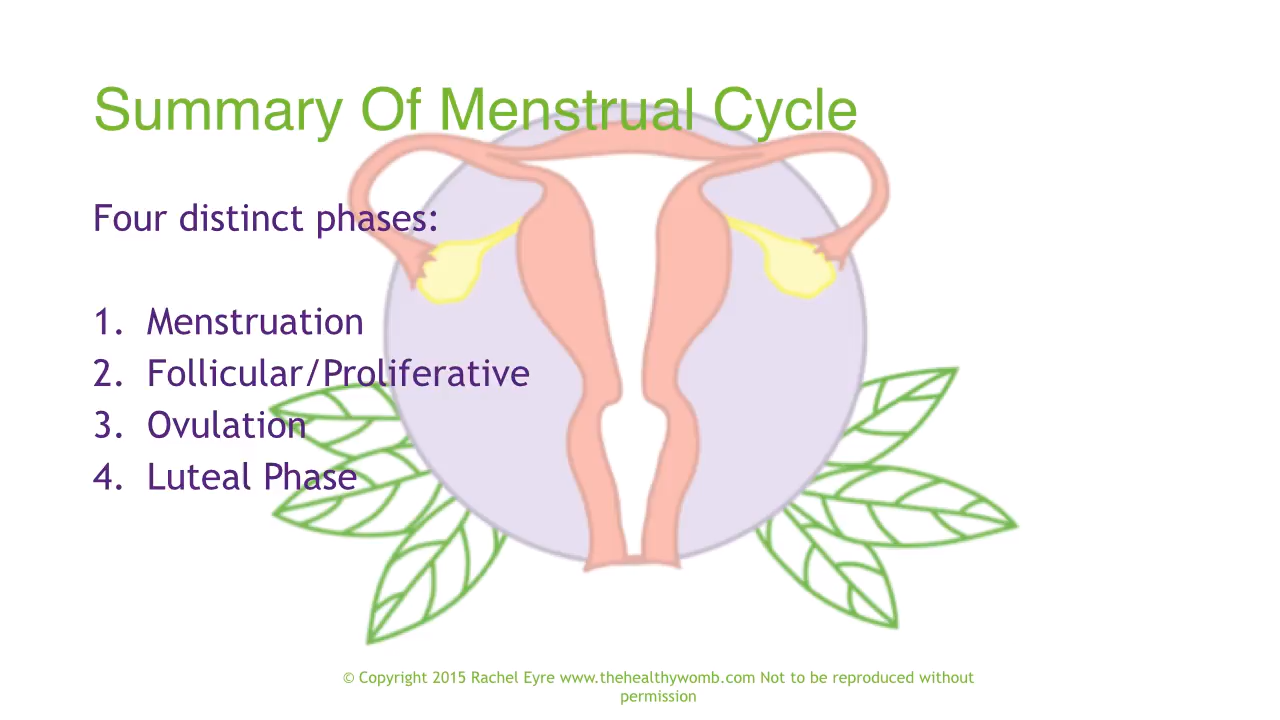 Summary Of Menstrual Cycle
Four distinct phases:
1. Menstruation
2. Follicular/Proliferative
3. Ovulation
4. Luteal Phase
© Copyright 2015 Rachel Eyre www.thehealthywomb.com Not to be reproduced without
permission